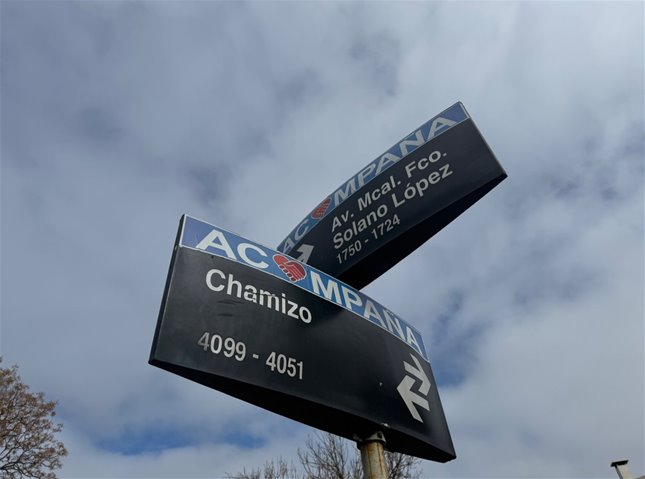 ACOMPAÑA
Av. Mcal. Fco.
Solano López
1750 - 1724
ACOMPAÑA
Chamizo
4099 - 4051